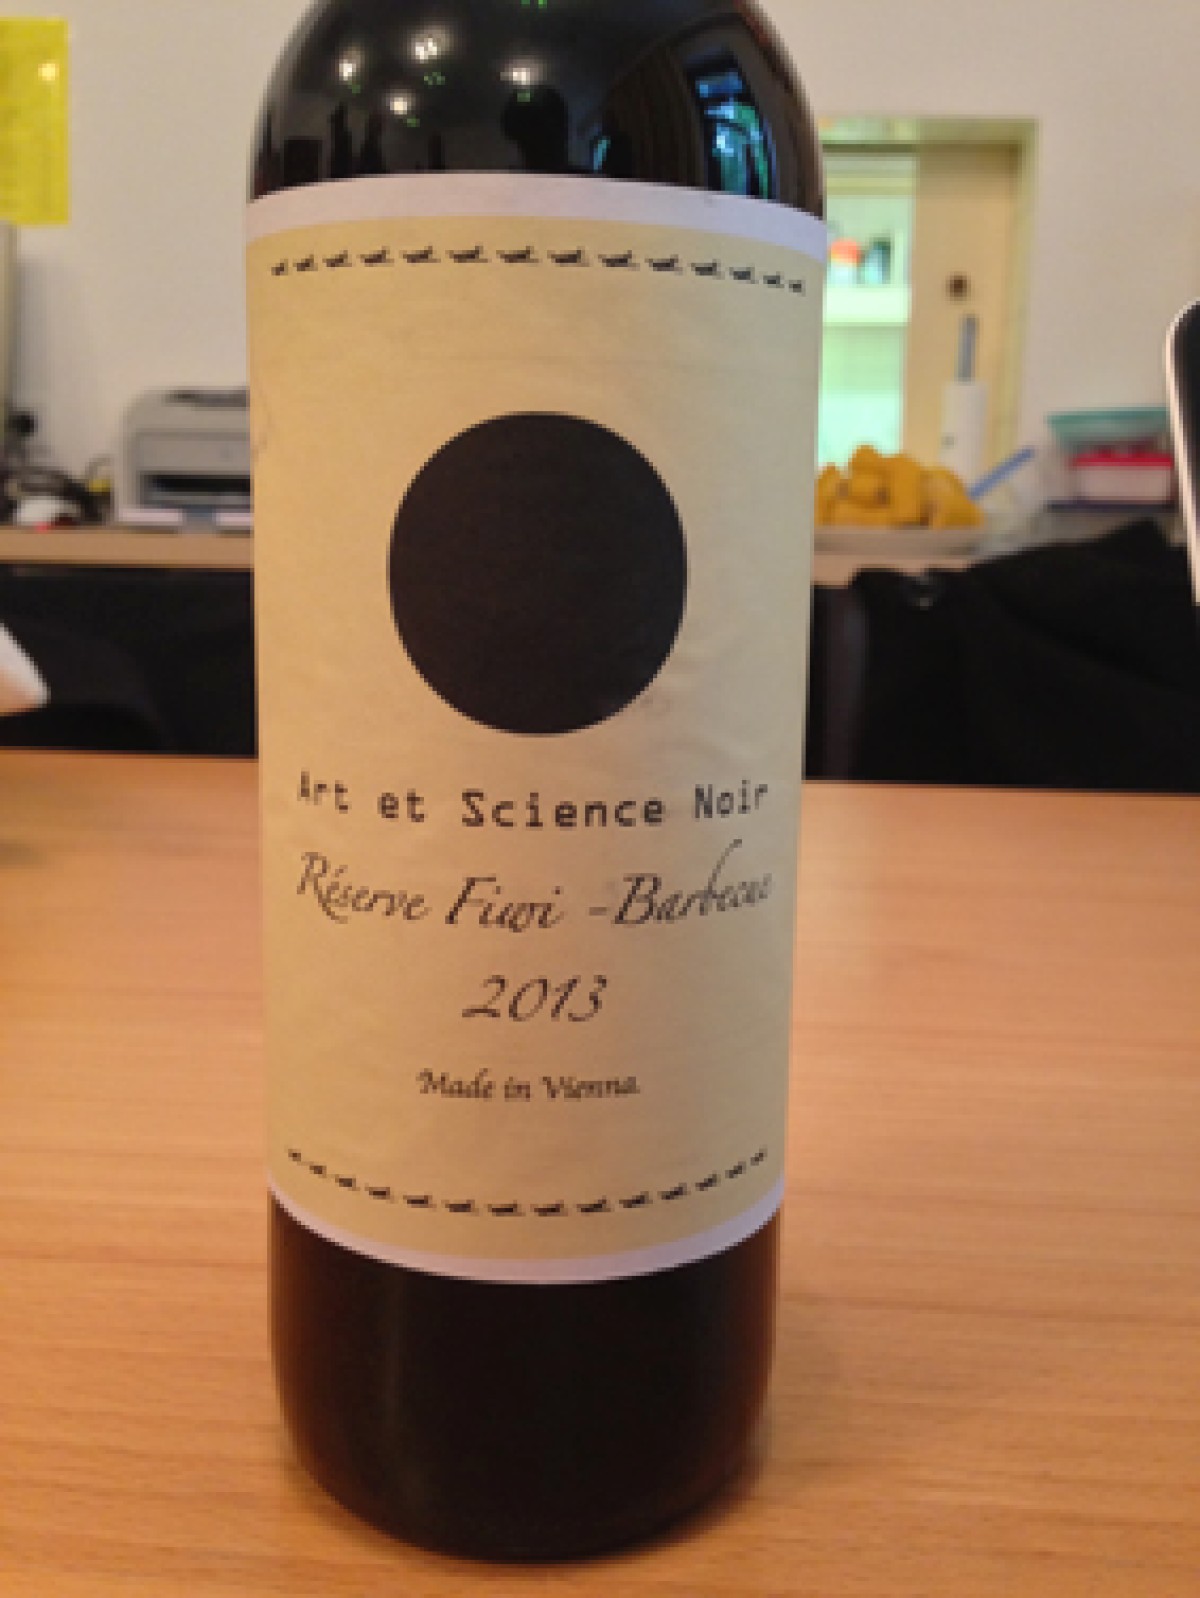 Art et Science Noir
Réserve Fiwi -Barbecue
2013
Made in Vienna